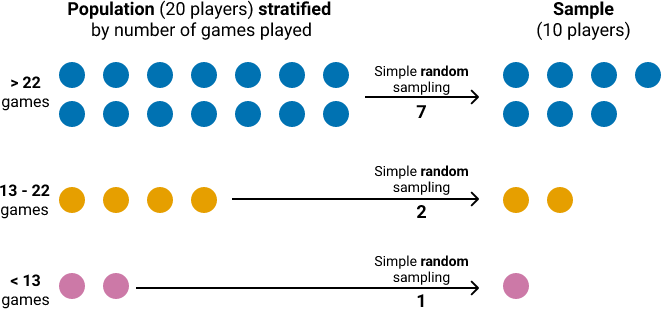 Population (20 players) stratified
by number of games played
Sample
(10 players)
> 22
games
Simple random
sampling
7
13 - 22
games
Simple random
sampling
2
< 13
games
Simple random
sampling
1